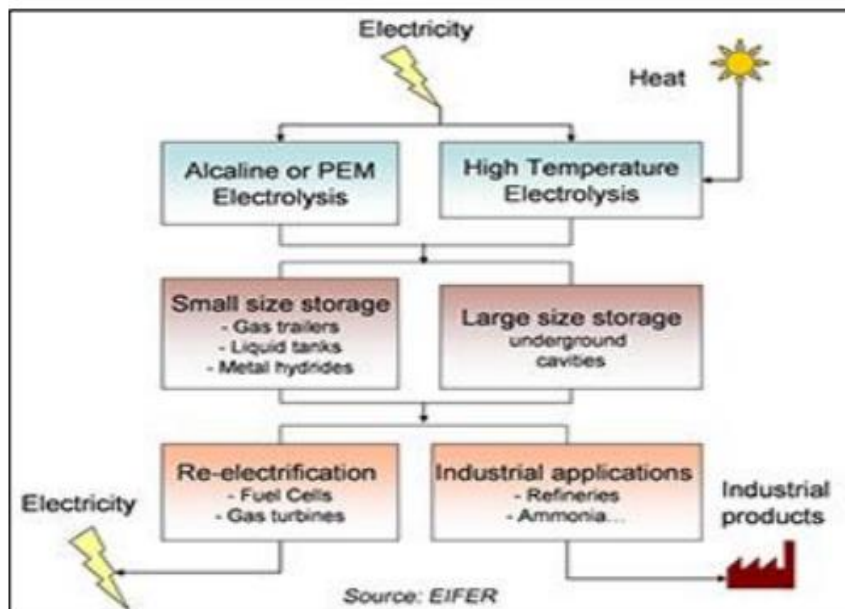 Electricity
Heat
Alcaline or PEM
Electrolysis
High Temperature
Electrolysis
Small size storage
- Gas trailers
- Liquid tanks
- Metal hydrides
Large size storage
underground
cavities
Re-electrification
- Fuel Cells
- Gas turbines
Industrial applications
- Refineries
- Ammonia...
Electricity
Industrial
products
Source: EIFER